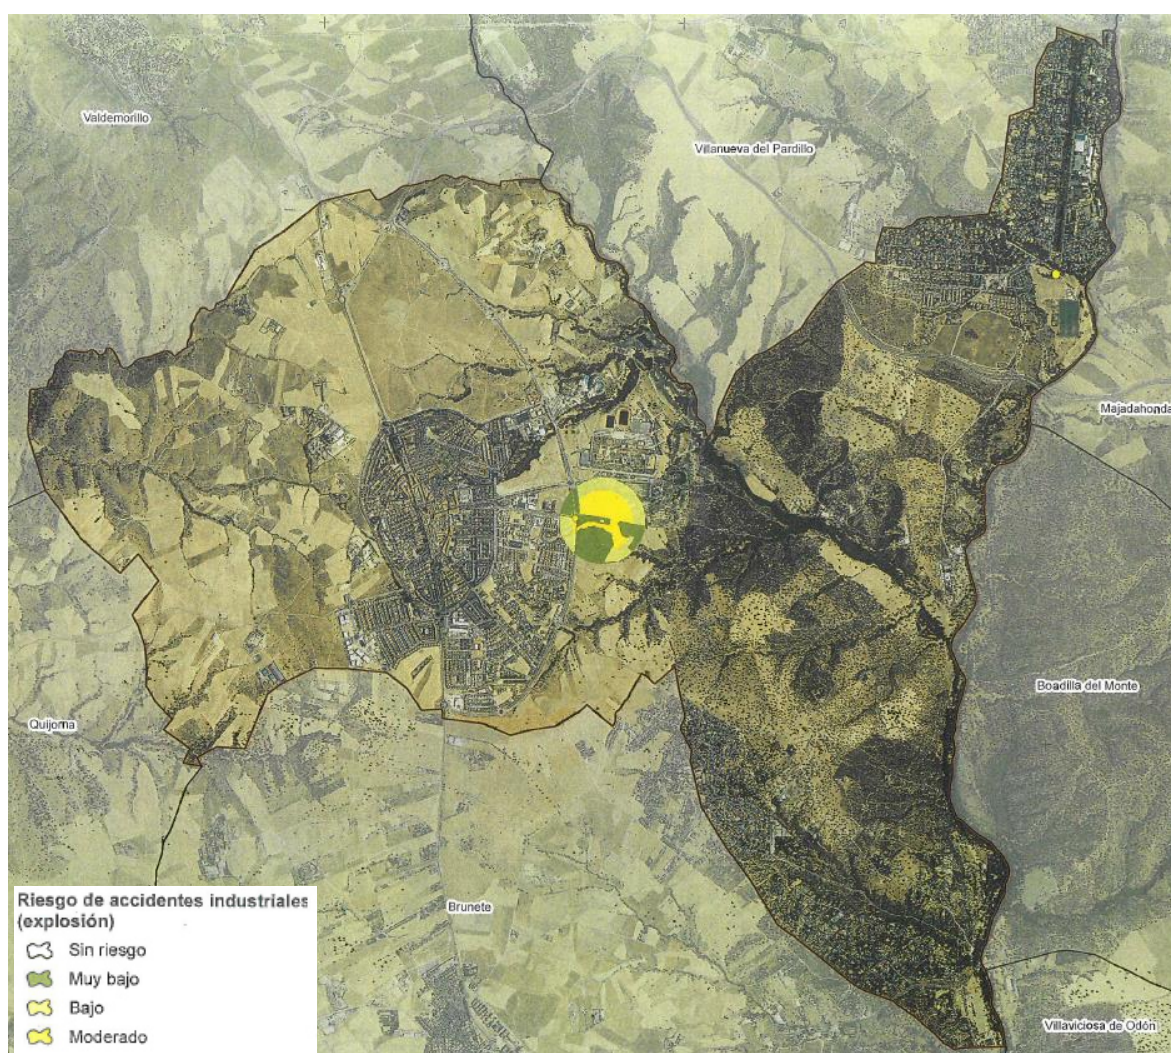 Valdemorillo
Villanueva del Pardillo
Majadahonda
Boadilla del Monte
Quijorna
Brunete
Villaviciosa de Odón
Riesgo de accidentes industriales
(explosión)
Sin riesgo
Muy bajo
Bajo
Moderado